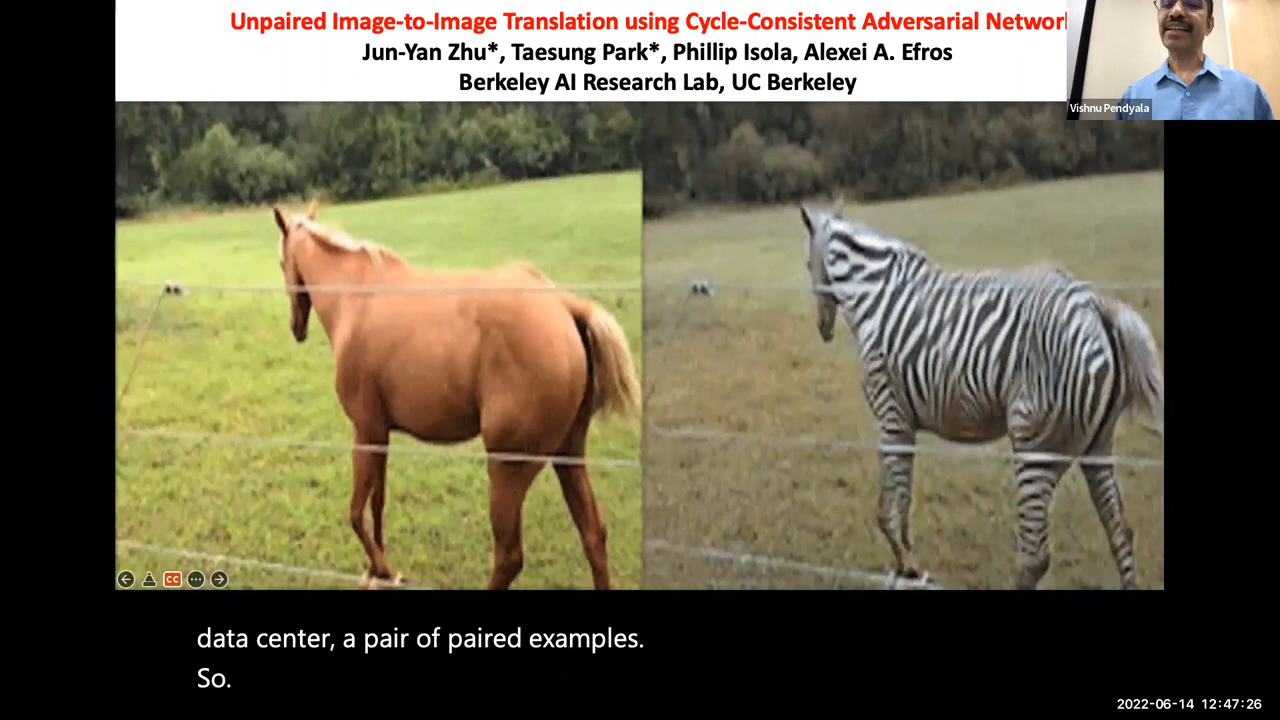 Unpaired Image-to-Image Translation using Cycle-Consistent Adversarial
Jun-Yan Zhu*, Taesung Park*, Phillip Isola, Alexei A. Efros
Berkeley AI Research Lab, UC Berkeley
Vishnu Pendyala
CC
data center, a pair of paired examples.
So.
2022-06-14 12:47:26